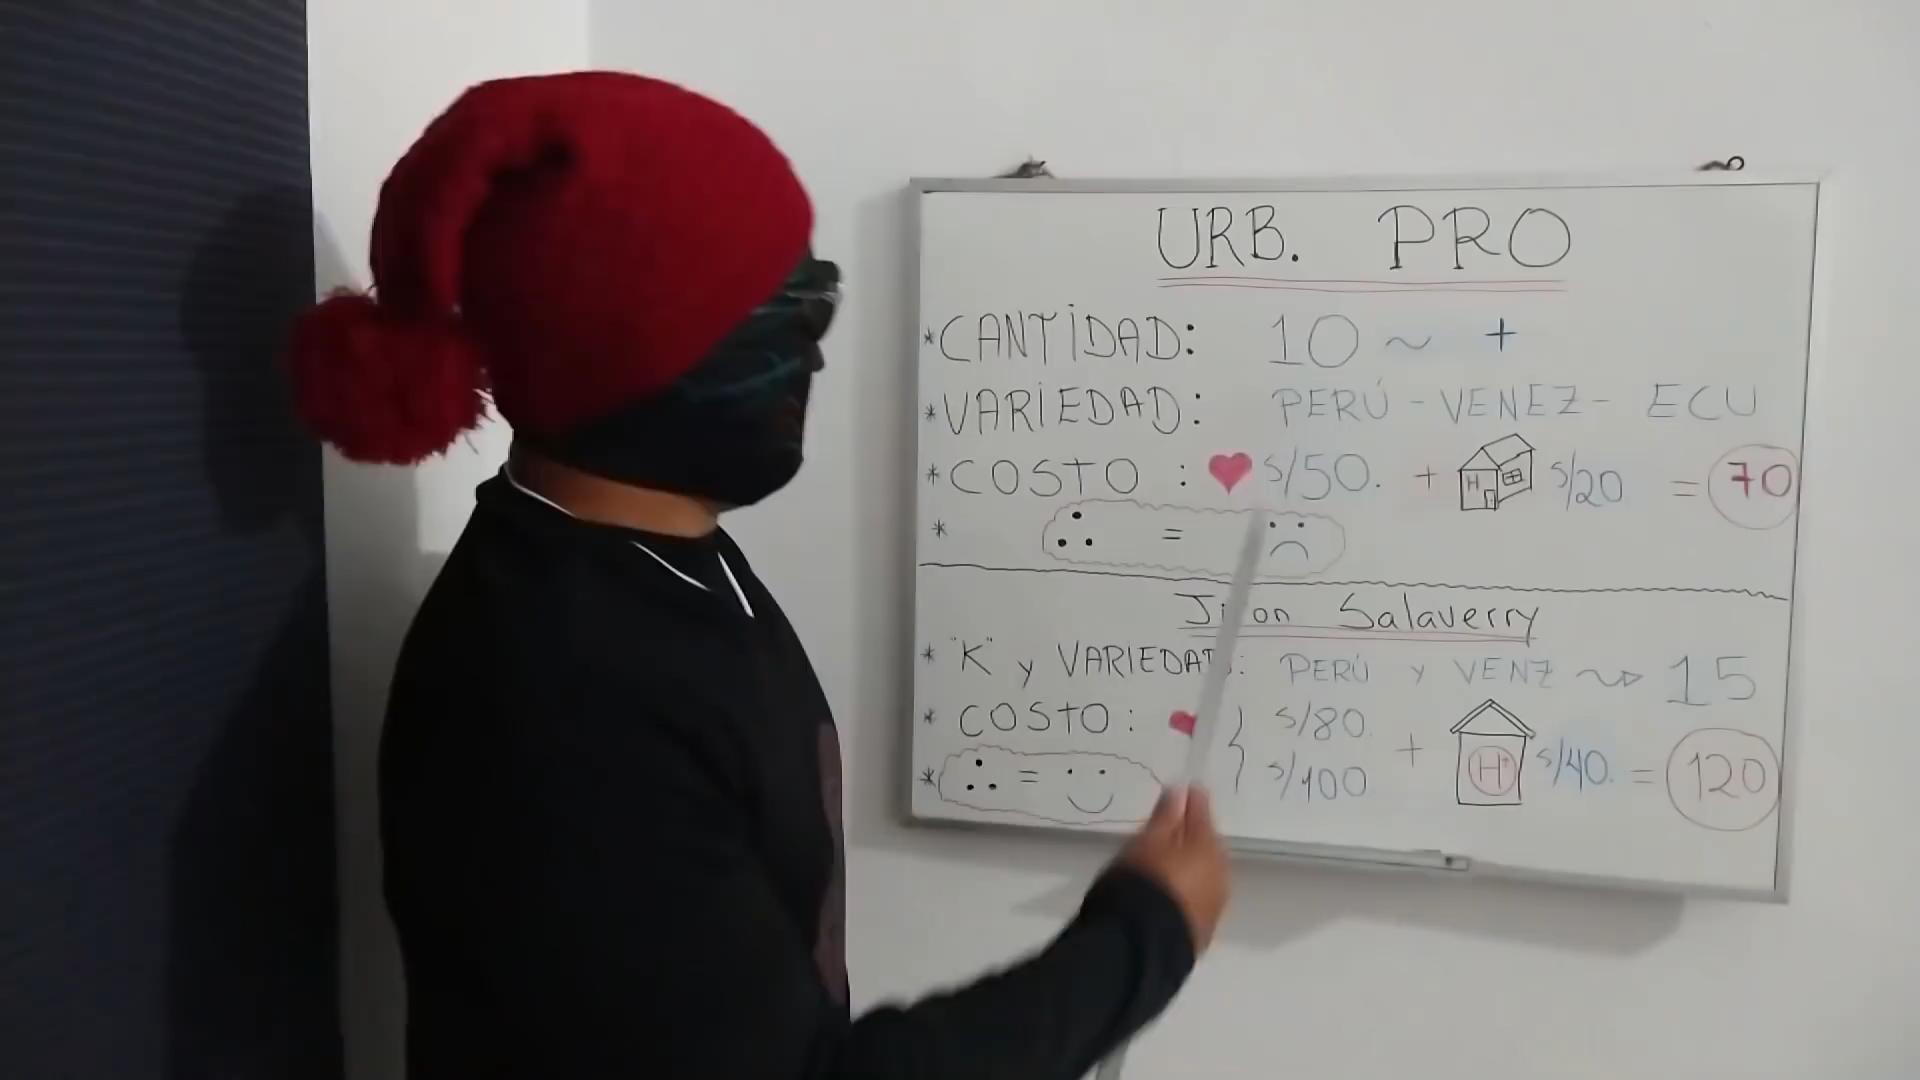 URB. PRO
*CANTIDAD: 10 ~ +
*VARIEDAD: PERÚ - VENEZ - ECU
*COSTO : S/50. + H S/20 = 70
* =
Jiron Salaverry
* "K" y VARIEDAD: PERÚ y VENZ 15
* COSTO: S/80. S/100 + H S/40. = 120
* =